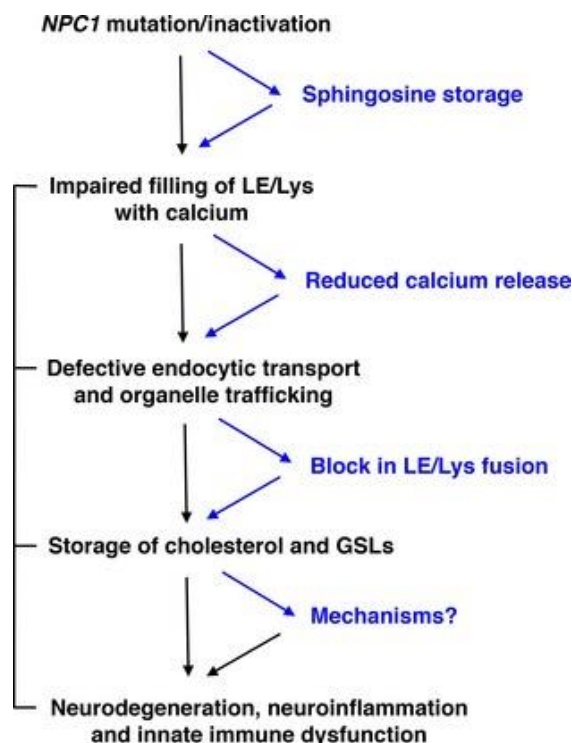 NPC1 mutation/inactivation
Sphingosine storage
Impaired filling of LE/Lys
with calcium
Reduced calcium release
Defective endocytic transport
and organelle trafficking
Block in LE/Lys fusion
Storage of cholesterol and GSLs
Mechanisms?
Neurodegeneration, neuroinflammation
and innate immune dysfunction